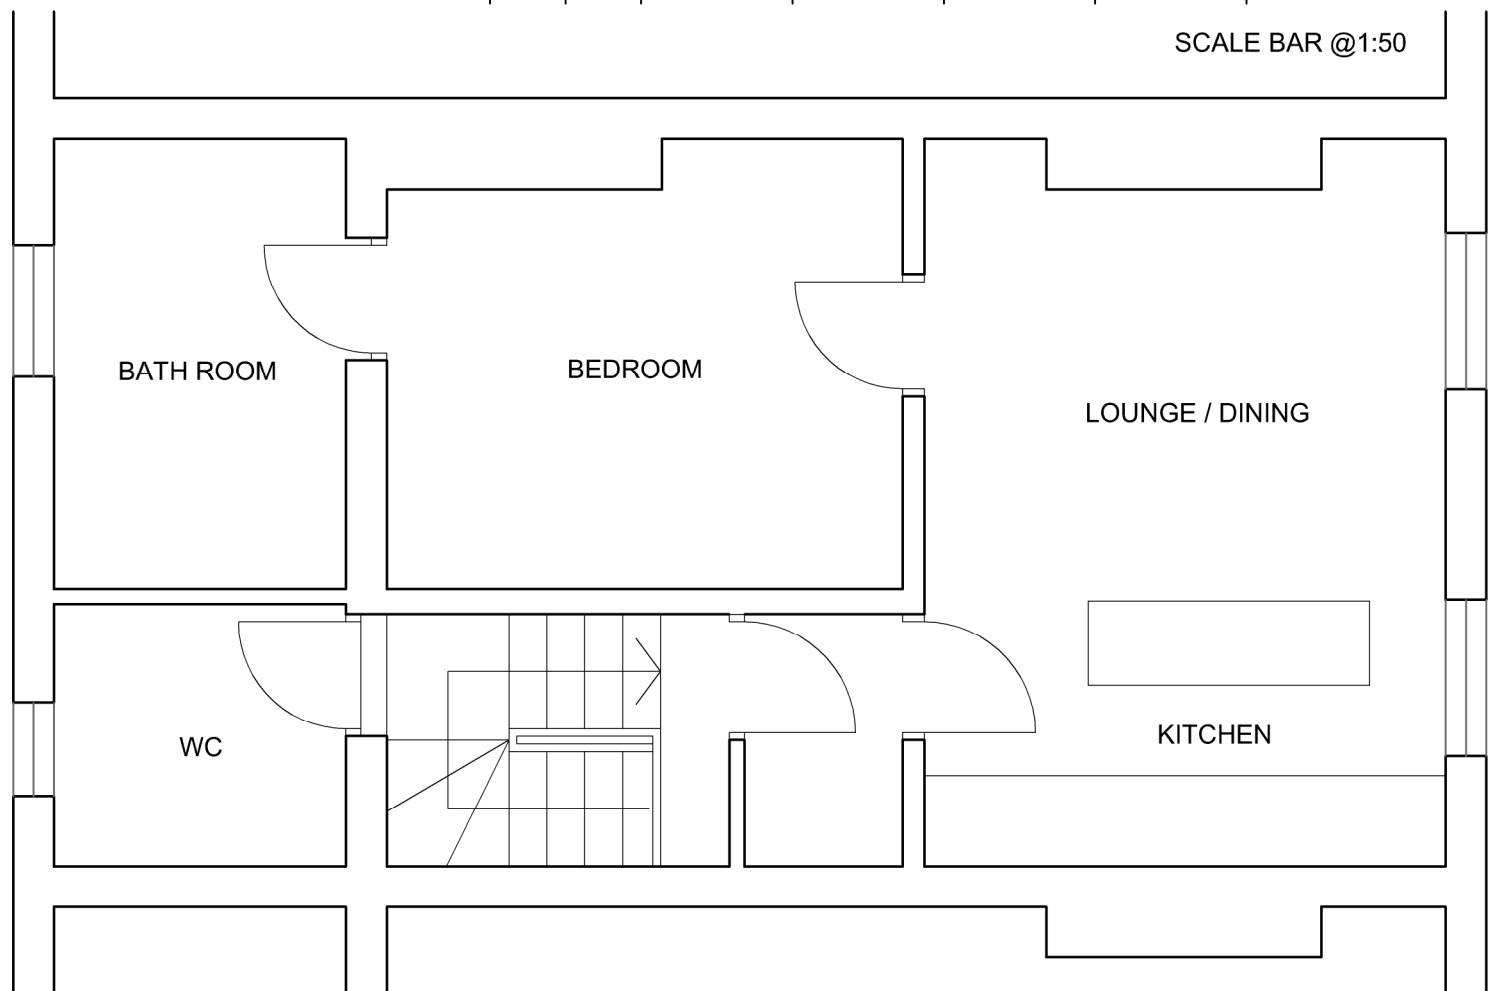 SCALE BAR @1:50
BATH ROOM
BEDROOM
LOUNGE / DINING
WC
KITCHEN